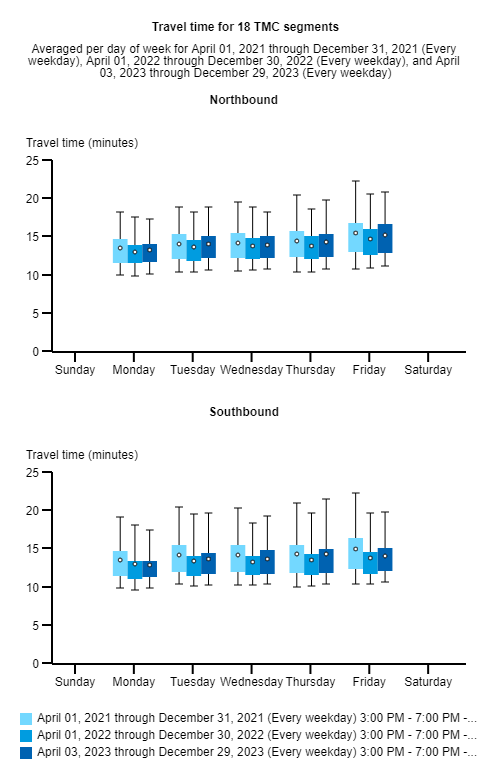 Travel time for 18 TMC segments
Averaged per day of week for April 01, 2021 through December 31, 2021 (Every
weekday), April 01, 2022 through December 30, 2022 (Every weekday), and April
03, 2023 through December 29, 2023 (Every weekday)
Northbound
Travel time (minutes)
25
20
15
10
5
0
Sunday Monday Tuesday Wednesday Thursday Friday Saturday
Southbound
Travel time (minutes)
25
20
15
10
5
0
Sunday Monday Tuesday Wednesday Thursday Friday Saturday
April 01, 2021 through December 31, 2021 (Every weekday) 3:00 PM - 7:00 PM -...
April 01, 2022 through December 30, 2022 (Every weekday) 3:00 PM - 7:00 PM -...
April 03, 2023 through December 29, 2023 (Every weekday) 3:00 PM - 7:00 PM -...